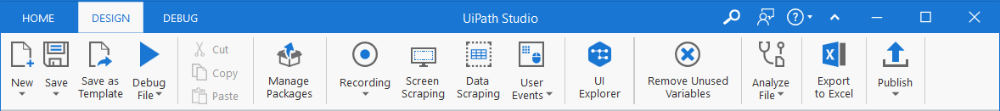 HOME DESIGN DEBUG UiPath Studio
New
Save
Save as
Template
Debug
File
Cut
Copy
Paste
Manage
Packages
Recording
Screen
Scraping
Data
Scraping
User
Events
UI
Explorer
Remove Unused
Variables
Analyze
File
Export
to Excel
Publish